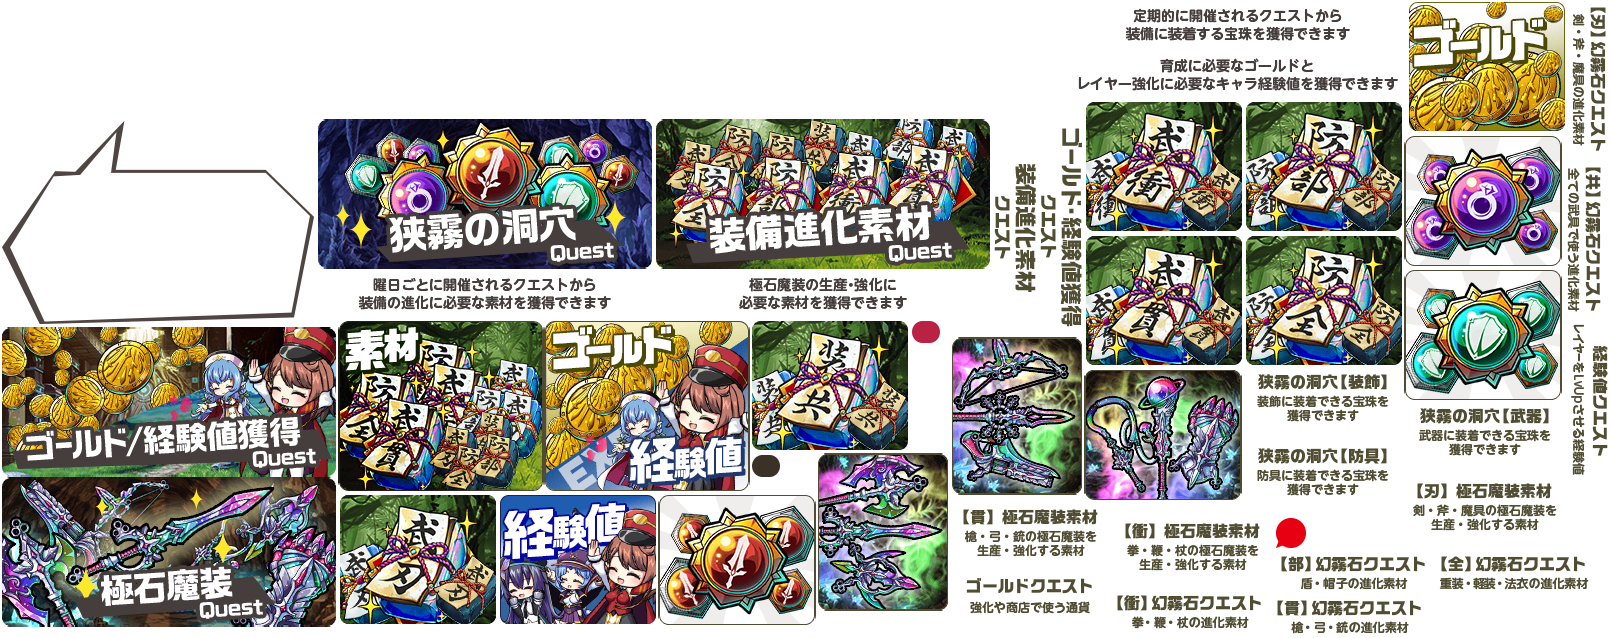 定期的に開催されるクエストから
装備に装着する宝珠を獲得できます
育成に必要なゴールドと
レイヤー強化に必要なキャラ経験値を獲得できます
ゴールド
【刃】幻霧石クエスト
剣・斧・魔具の進化素材
【共】幻霧石クエスト
全ての武具で使う進化素材
経験値クエスト
レイヤーをLvUpさせる経験値
狭霧の洞穴
Quest
装備進化素材
Quest
ゴールド・経験値獲得
クエスト
装備進化素材
クエスト
武
衝
防
部
武
貫
防
全
曜日ごとに開催されるクエストから
装備の進化に必要な素材を獲得できます
極石魔装の生産・強化に
必要な素材を獲得できます
ゴールド/経験値獲得
Quest
素材
ゴールド
経験値
装
共
極石魔装
Quest
武
刃
経験値
狭霧の洞穴【装飾】
装飾に装着できる宝珠を
獲得できます
狭霧の洞穴【防具】
防具に装着できる宝珠を
獲得できます
狭霧の洞穴【武器】
武器に装着できる宝珠を
獲得できます
【刃】極石魔装素材
剣・斧・魔具の極石魔装を
生産・強化する素材
【貫】極石魔装素材
槍・弓・銃の極石魔装を
生産・強化する素材
【衝】極石魔装素材
拳・鞭・杖の極石魔装を
生産・強化する素材
ゴールドクエスト
強化や商店で使う通貨
【衝】幻霧石クエスト
拳・鞭・杖の進化素材
【部】幻霧石クエスト
盾・帽子の進化素材
【全】幻霧石クエスト
重装・軽装・法衣の進化素材
【貫】幻霧石クエスト
槍・弓・銃の進化素材